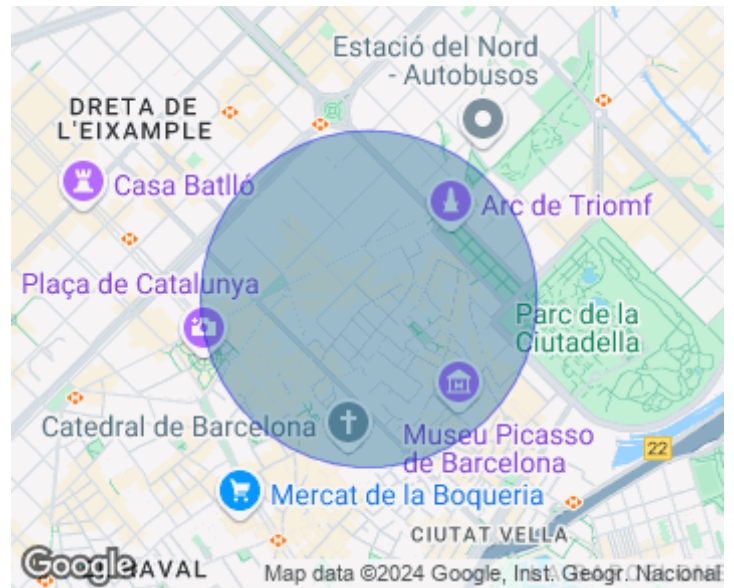 Estació del Nord
- Autobusos
DRETA DE
L'EIXAMPLE
Casa Batlló
Arc de Triomf
Plaça de Catalunya
Parc de la
Ciutadella
Catedral de Barcelona
Museu Picasso
de Barcelona
22
Mercat de la Boqueria
CIUTAT VELLA
Google
RAVAL
Map data ©2024 Google, Inst. Geogr. Nacional